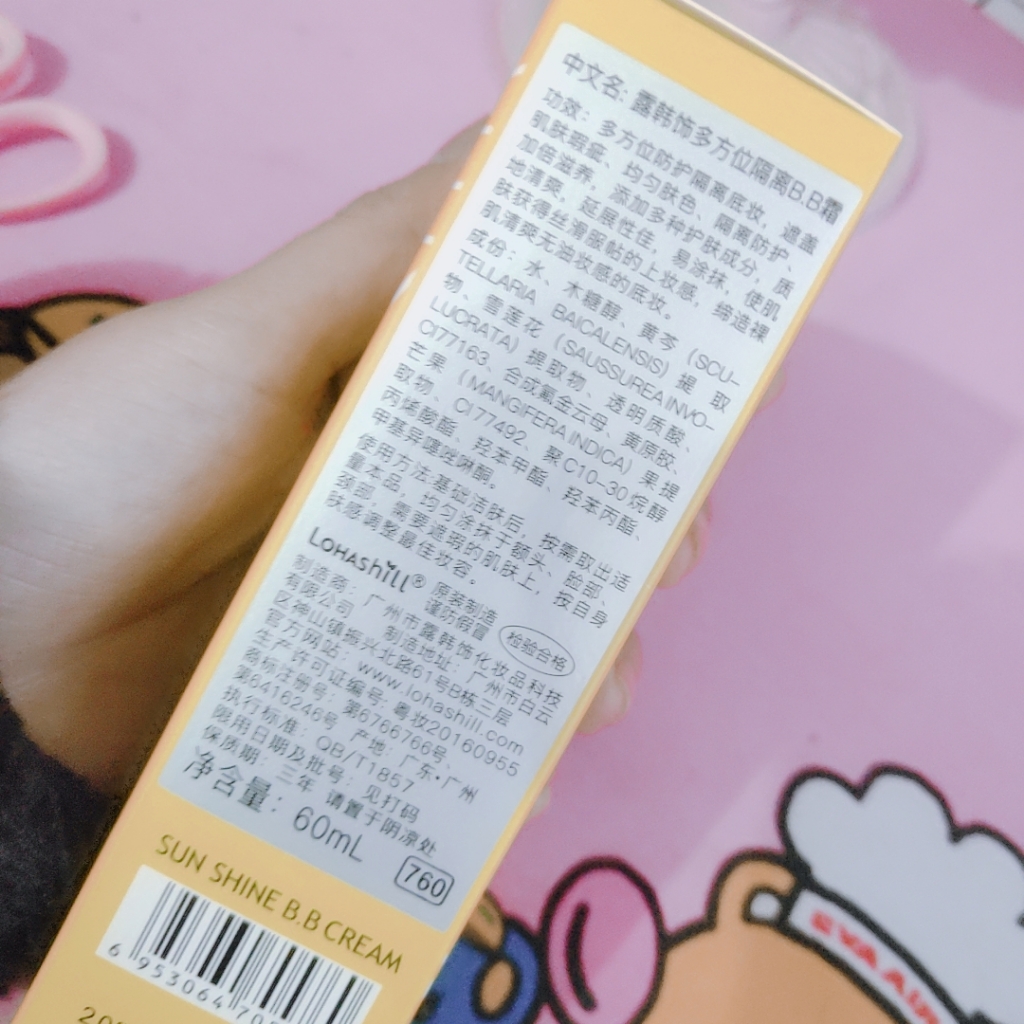 中文名: 露韩饰多方位隔离B.B霜
功效: 多方位防护隔离底妆, 遮盖
肌肤瑕疵、均匀肤色、隔离防护、
加倍滋养。添加多种护肤成分, 质
地清爽, 延展性佳, 易涂抹, 使肌
肤获得丝滑服帖的上妆感, 缔造裸
肌清爽无油妆感的底妆。
成份: 水、木糖醇、黄芩 (SCU-
TELLARIA BAICALENSIS) 提取
物、雪莲花 (SAUSSUREA INVO-
LUCRATA) 提取物、透明质酸、
CI77163、合成氟金云母、黄原胶、
芒果 (MANGIFERA INDICA) 果提
取物、CI 77492、聚C10-30烷醇
丙烯酸酯、羟苯甲酯、羟苯丙酯、
甲基异噻唑啉酮。
使用方法:基础洁肤后, 按需取出适
量本品, 均匀涂抹于额头、脸部、
颈部, 需要遮瑕的肌肤上, 按自身
肤感调整最佳妆容。
LOHAShill® 原装制造 谨防假冒 检验合格
制造商: 广州市露韩饰化妆品科技
有限公司 制造地址: 广州市白云
区神山镇振兴北路61号B栋三层
官方网站: www.lohashill.com
生产许可证编号: 粤妆20160955
商标注册号: 第6766766号、
第6416246号 产地: 广东·广州
执行标准: QB/T1857
限用日期及批号: 见打码
保质期: 三年 请置于阴凉处
净含量: 60mL
760
SUN SHINE B.B CREAM
6 953064 70
EVAAR